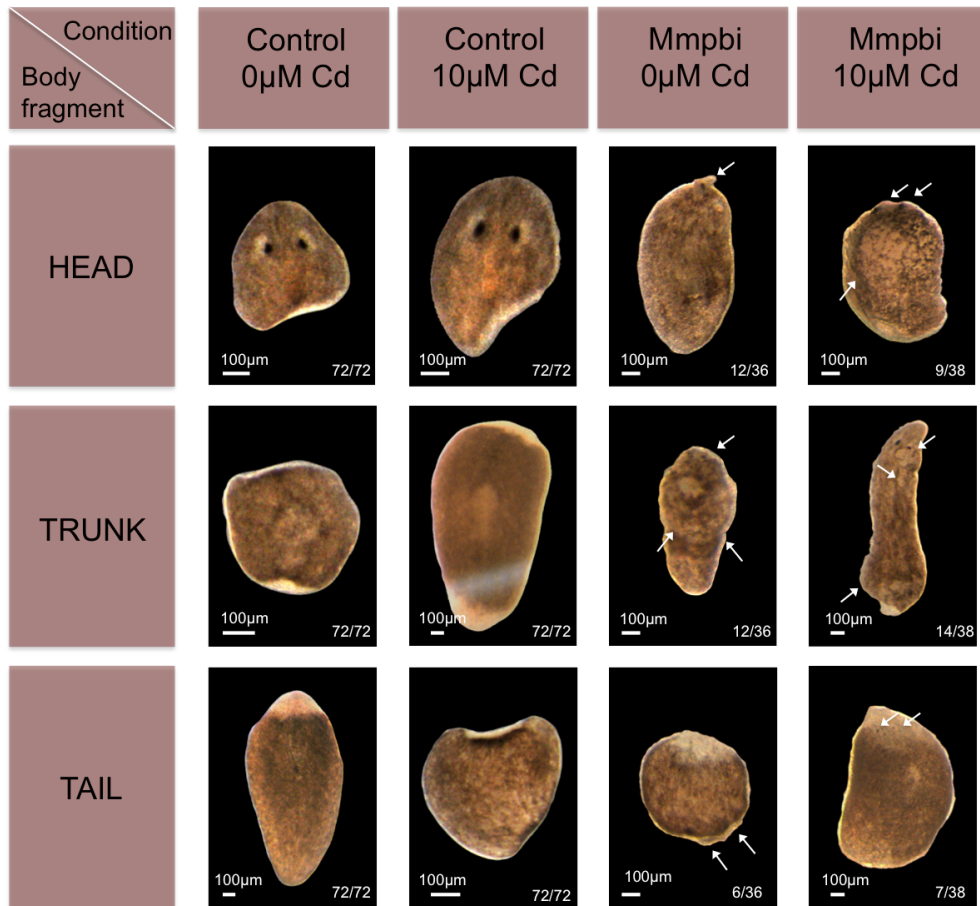 Condition
Body
fragment
Control
0µM Cd
Control
10µM Cd
Mmpbi
0µM Cd
Mmpbi
10µM Cd
HEAD
100µm
72/72
100µm
72/72
100µm
12/36
100µm
9/38
TRUNK
100µm
72/72
100µm
72/72
100µm
12/36
100µm
14/38
TAIL
100µm
72/72
100µm
72/72
100µm
6/36
100µm
7/38